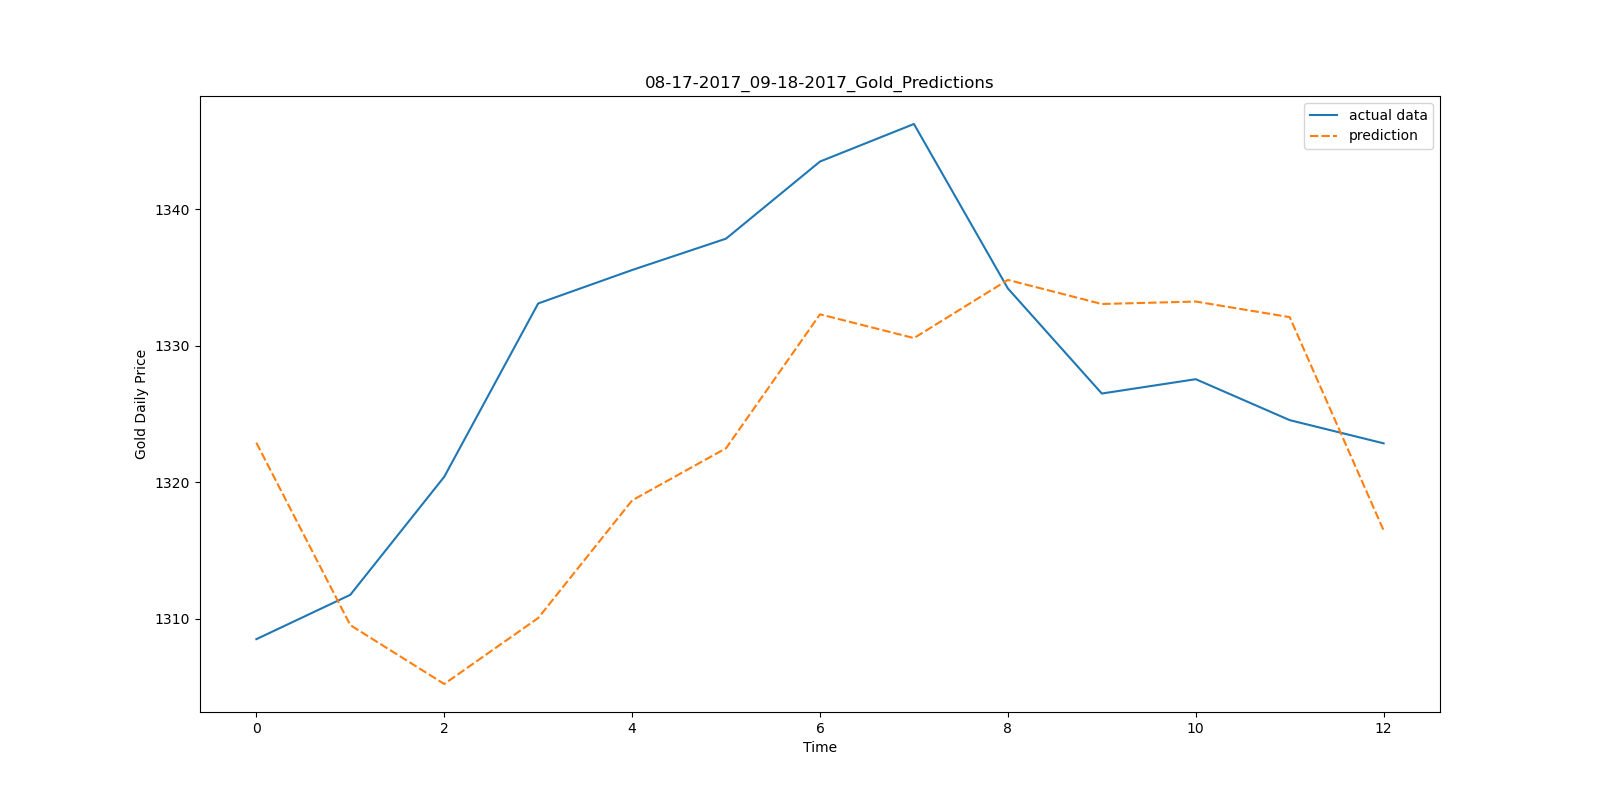 08-17-2017_09-18-2017_Gold_Predictions
actual data
prediction
Gold Daily Price
1340
1330
1320
1310
0 2 4 6 8 10 12
Time